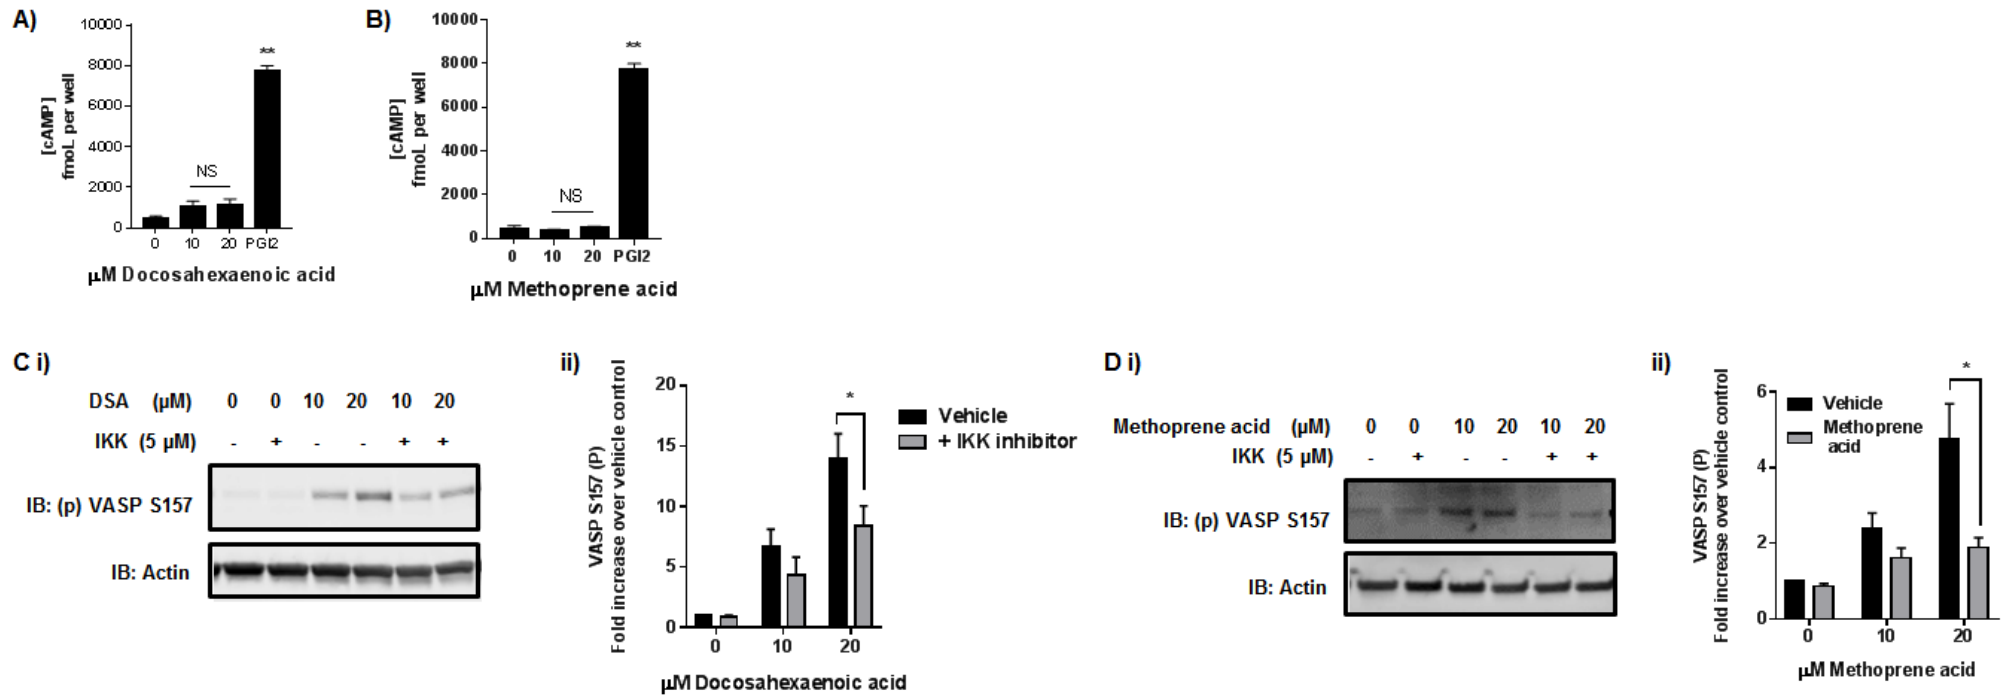 A)
[cAMP]
fmoL per well
10000
8000
6000
4000
2000
0
**
NS
0 10 20 PGI2
µM Docosahexaenoic acid
B)
[cAMP]
fmoL per well
10000
8000
6000
4000
2000
0
**
NS
0 10 20 PGI2
µM Methoprene acid
C i)
DSA (µM) 0 0 10 20 10 20
IKK (5 µM) - + - - + +
IB: (p) VASP S157
IB: Actin
ii)
VASP S157 (P)
Fold increase over vehicle control
20
15
10
5
0
*
Vehicle
+ IKK inhibitor
0 10 20
µM Docosahexaenoic acid
D i)
Methoprene acid (µM) 0 0 10 20 10 20
IKK (5 µM) - + - - + +
IB: (p) VASP S157
IB: Actin
ii)
VASP S157 (P)
Fold increase over vehicle control
6
4
2
0
*
Vehicle
Methoprene
acid
0 10 20
µM Methoprene acid